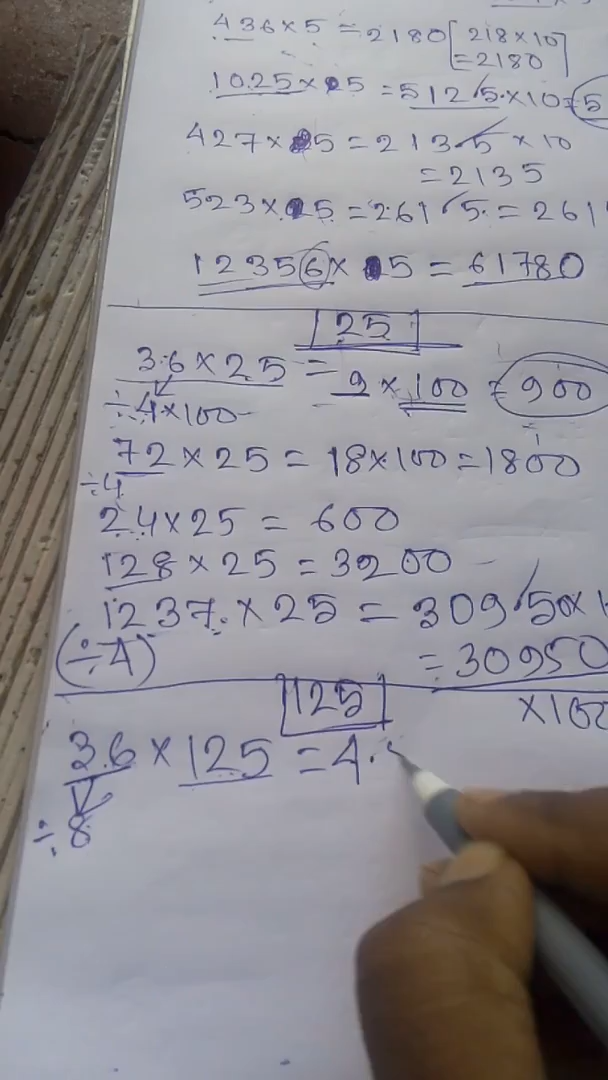 436×5 = 2180 [218×10
=2180]
1025×5 = 512.5×10 = 5
427×5 = 213.5×10
= 2135
523×5 = 261.5 = 261
12356×5 = 61780
25
36×25 = 9×100 = 900
÷4×100
72×25 = 18×100 = 1800
÷4
24×25 = 600
128×25 = 3200
1237×25 = 309.50×1
(÷4) = 30950
125
×100
36×125 = 4.
÷8